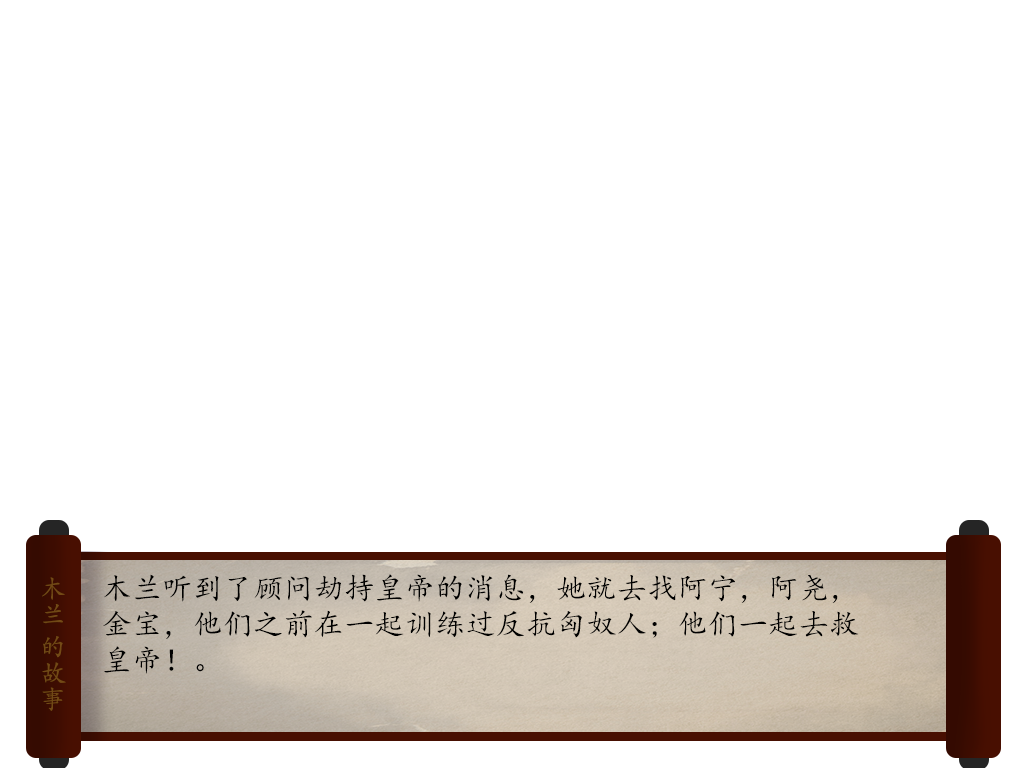 木兰的故事
木兰听到了顾问劫持皇帝的消息，她就去找阿宁，阿尧，
金宝，他们之前在一起训练过反抗匈奴人；他们一起去救
皇帝！。